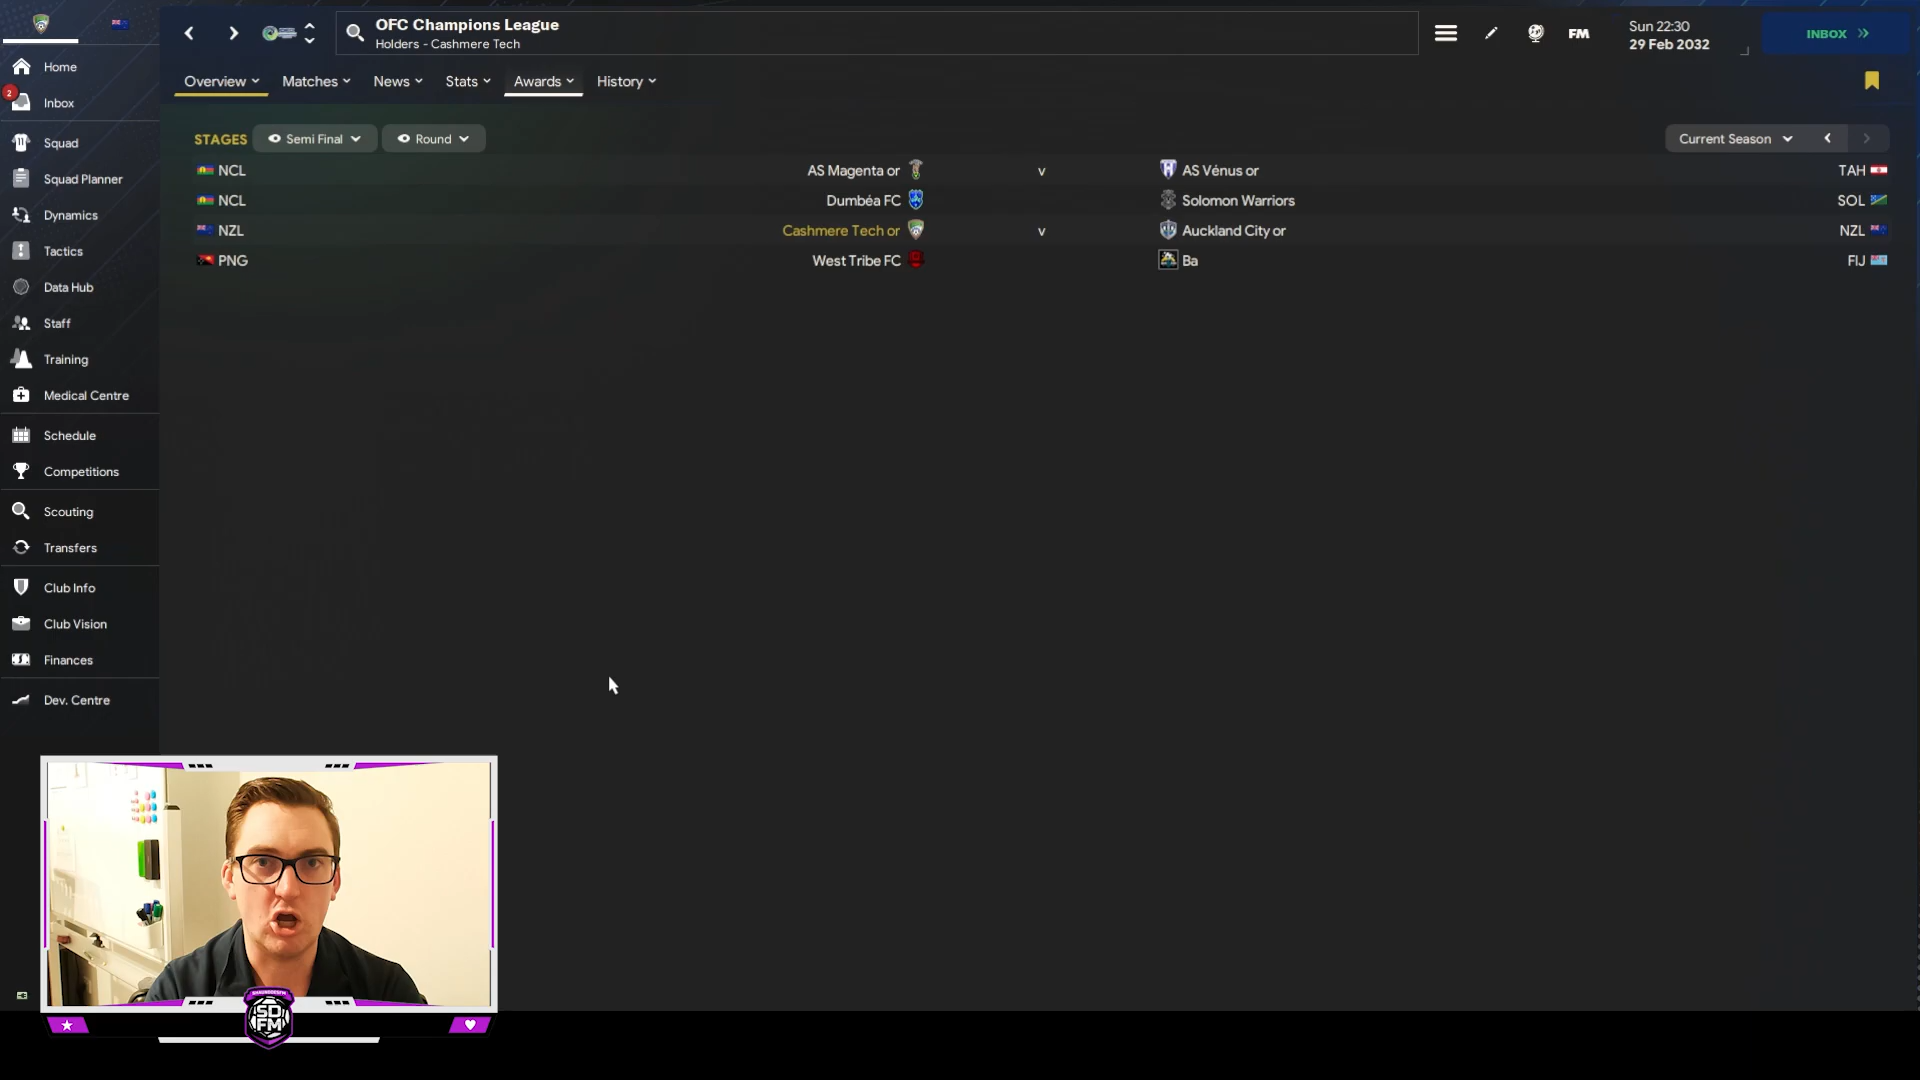 OFC Champions League
Holders - Cashmere Tech
FM
Sun 22:30
29 Feb 2032
INBOX
Overview
Matches
News
Stats
Awards
History
Home
2
Inbox
Squad
Squad Planner
Dynamics
Tactics
Data Hub
Staff
Training
Medical Centre
Schedule
Competitions
Scouting
Transfers
Club Info
Club Vision
Finances
Dev. Centre
STAGES Semi Final Round Current Season
NCL AS Magenta or v AS Vénus or TAH
NCL Dumbéa FC Solomon Warriors SOL
NZL Cashmere Tech or v Auckland City or NZL
PNG West Tribe FC Ba FIJ
SD
FM